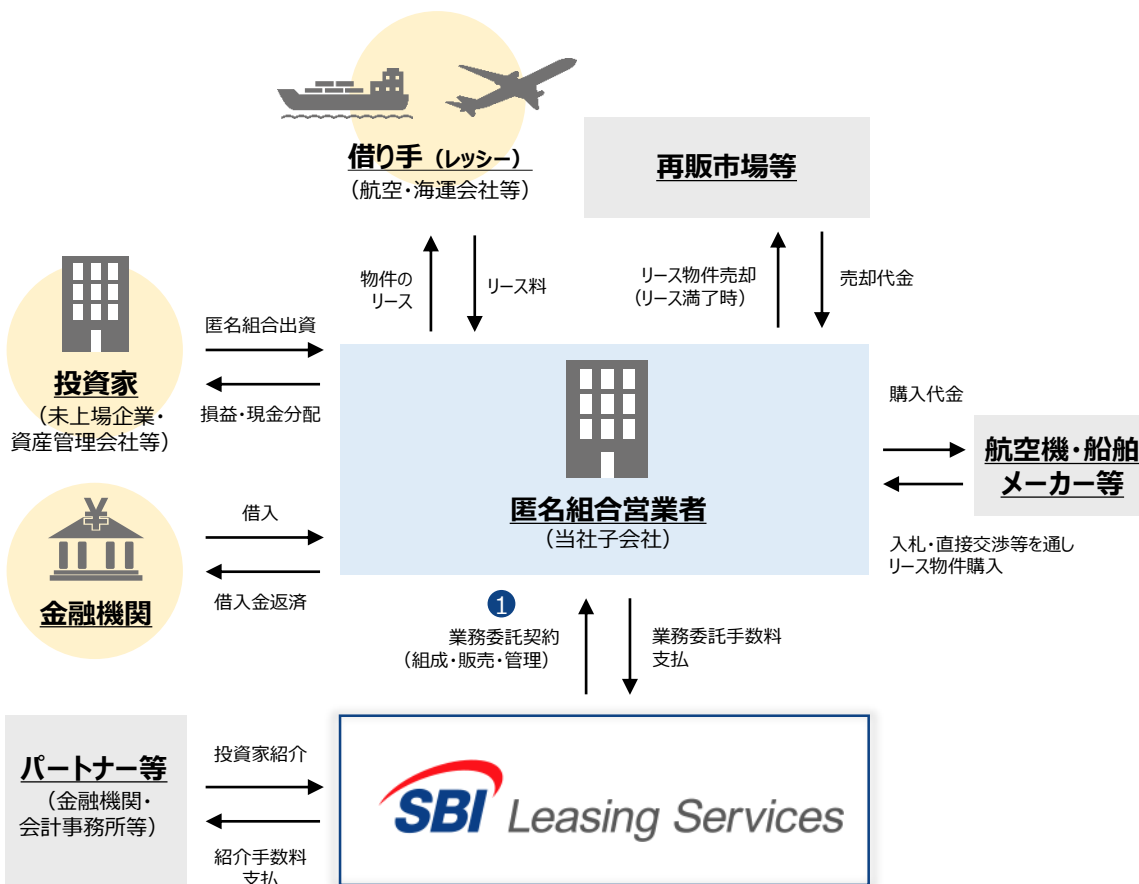 借り手（レッシー）
（航空・海運会社等）
再販市場等
物件の
リース
リース料
リース物件売却
（リース満了時）
売却代金
投資家
（未上場企業・
資産管理会社等）
匿名組合出資
損益・現金分配
匿名組合営業者
（当社子会社）
購入代金
航空機・船舶
メーカー等
入札・直接交渉等を通し
リース物件購入
¥
金融機関
借入
借入金返済
1
業務委託契約
（組成・販売・管理）
業務委託手数料
支払
パートナー等
（金融機関・
会計事務所等）
投資家紹介
紹介手数料
支払
SBI Leasing Services